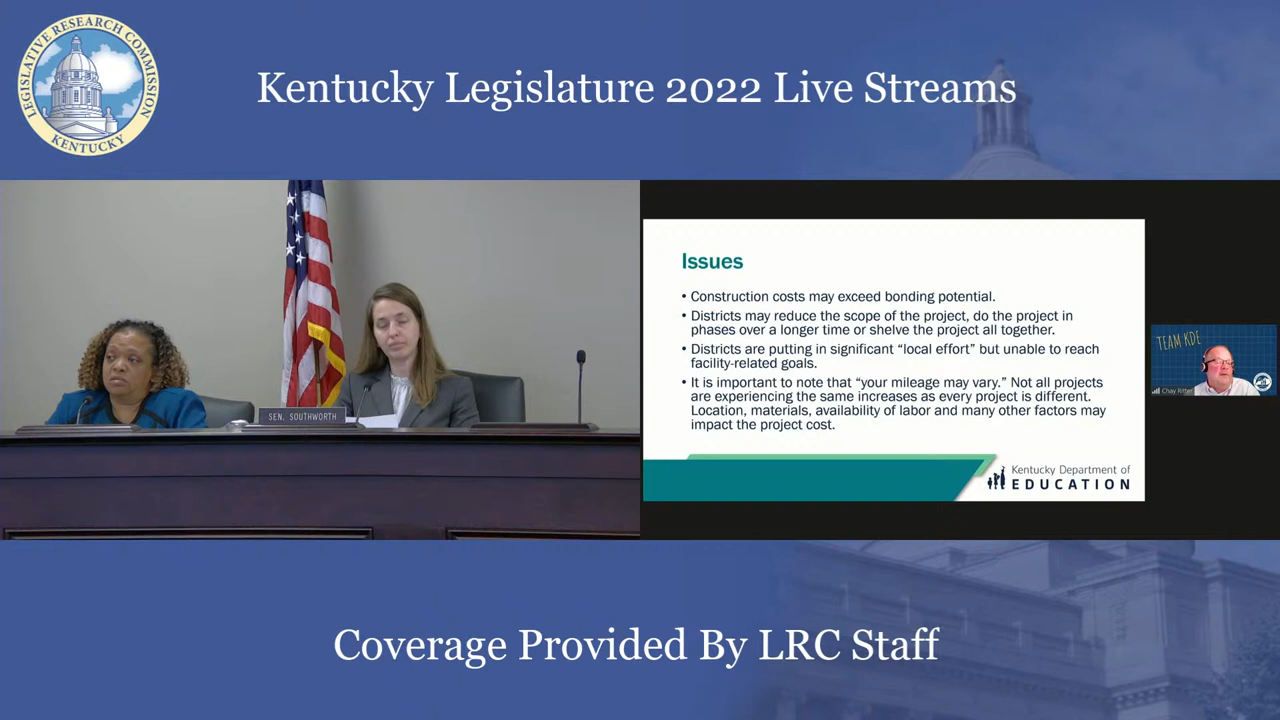 LEGISLATIVE RESEARCH COMMISSION
KENTUCKY
Kentucky Legislature 2022 Live Streams
SEN. SOUTHWORTH
Issues
• Construction costs may exceed bonding potential.
• Districts may reduce the scope of the project, do the project in
phases over a longer time or shelve the project all together.
• Districts are putting in significant “local effort” but unable to reach
facility-related goals.
• It is important to note that “your mileage may vary.” Not all projects
are experiencing the same increases as every project is different.
Location, materials, availability of labor and many other factors may
impact the project cost.
Kentucky Department of
EDUCATION
TEAM KDE
Chay Ritter
Coverage Provided By LRC Staff